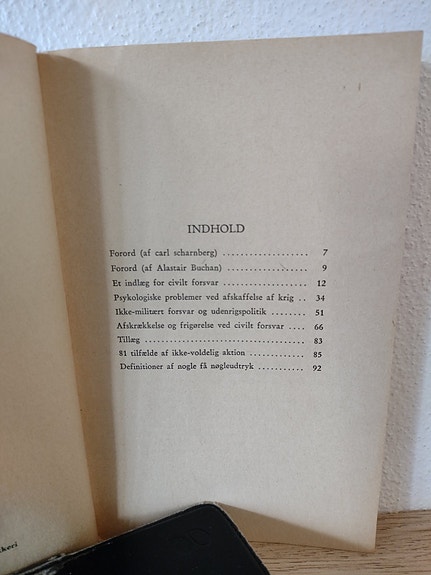 INDHOLD
Forord (af carl scharnberg) .................. 7
Forord (af Alastair Buchan) ................. 9
Et indlæg for civilt forsvar .................. 12
Psykologiske problemer ved afskaffelse af krig .. 34
Ikke-militært forsvar og udenrigspolitik ........ 51
Afskrækkelse og frigørelse ved civilt forsvar .... 66
Tillæg ..................................... 83
81 tilfælde af ikke-voldelig aktion ............ 85
Definitioner af nogle få nøgleudtryk ........... 92